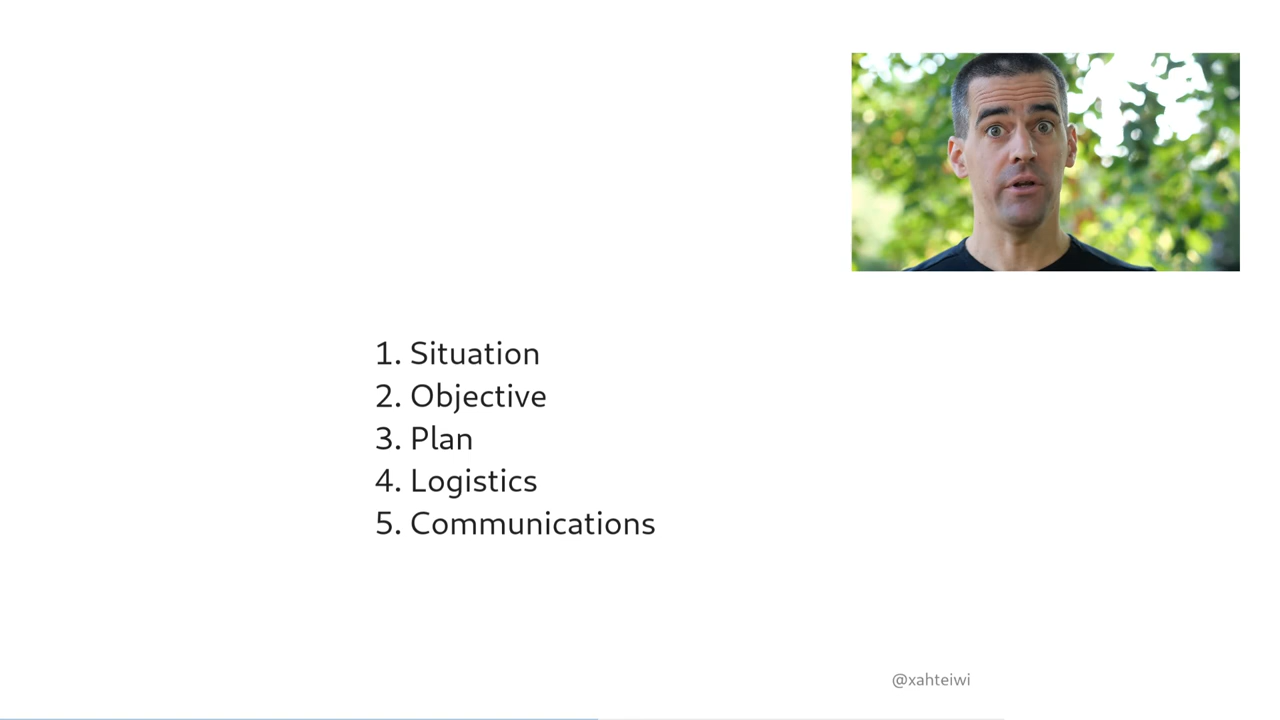 1. Situation
2. Objective
3. Plan
4. Logistics
5. Communications
@xahteiwi